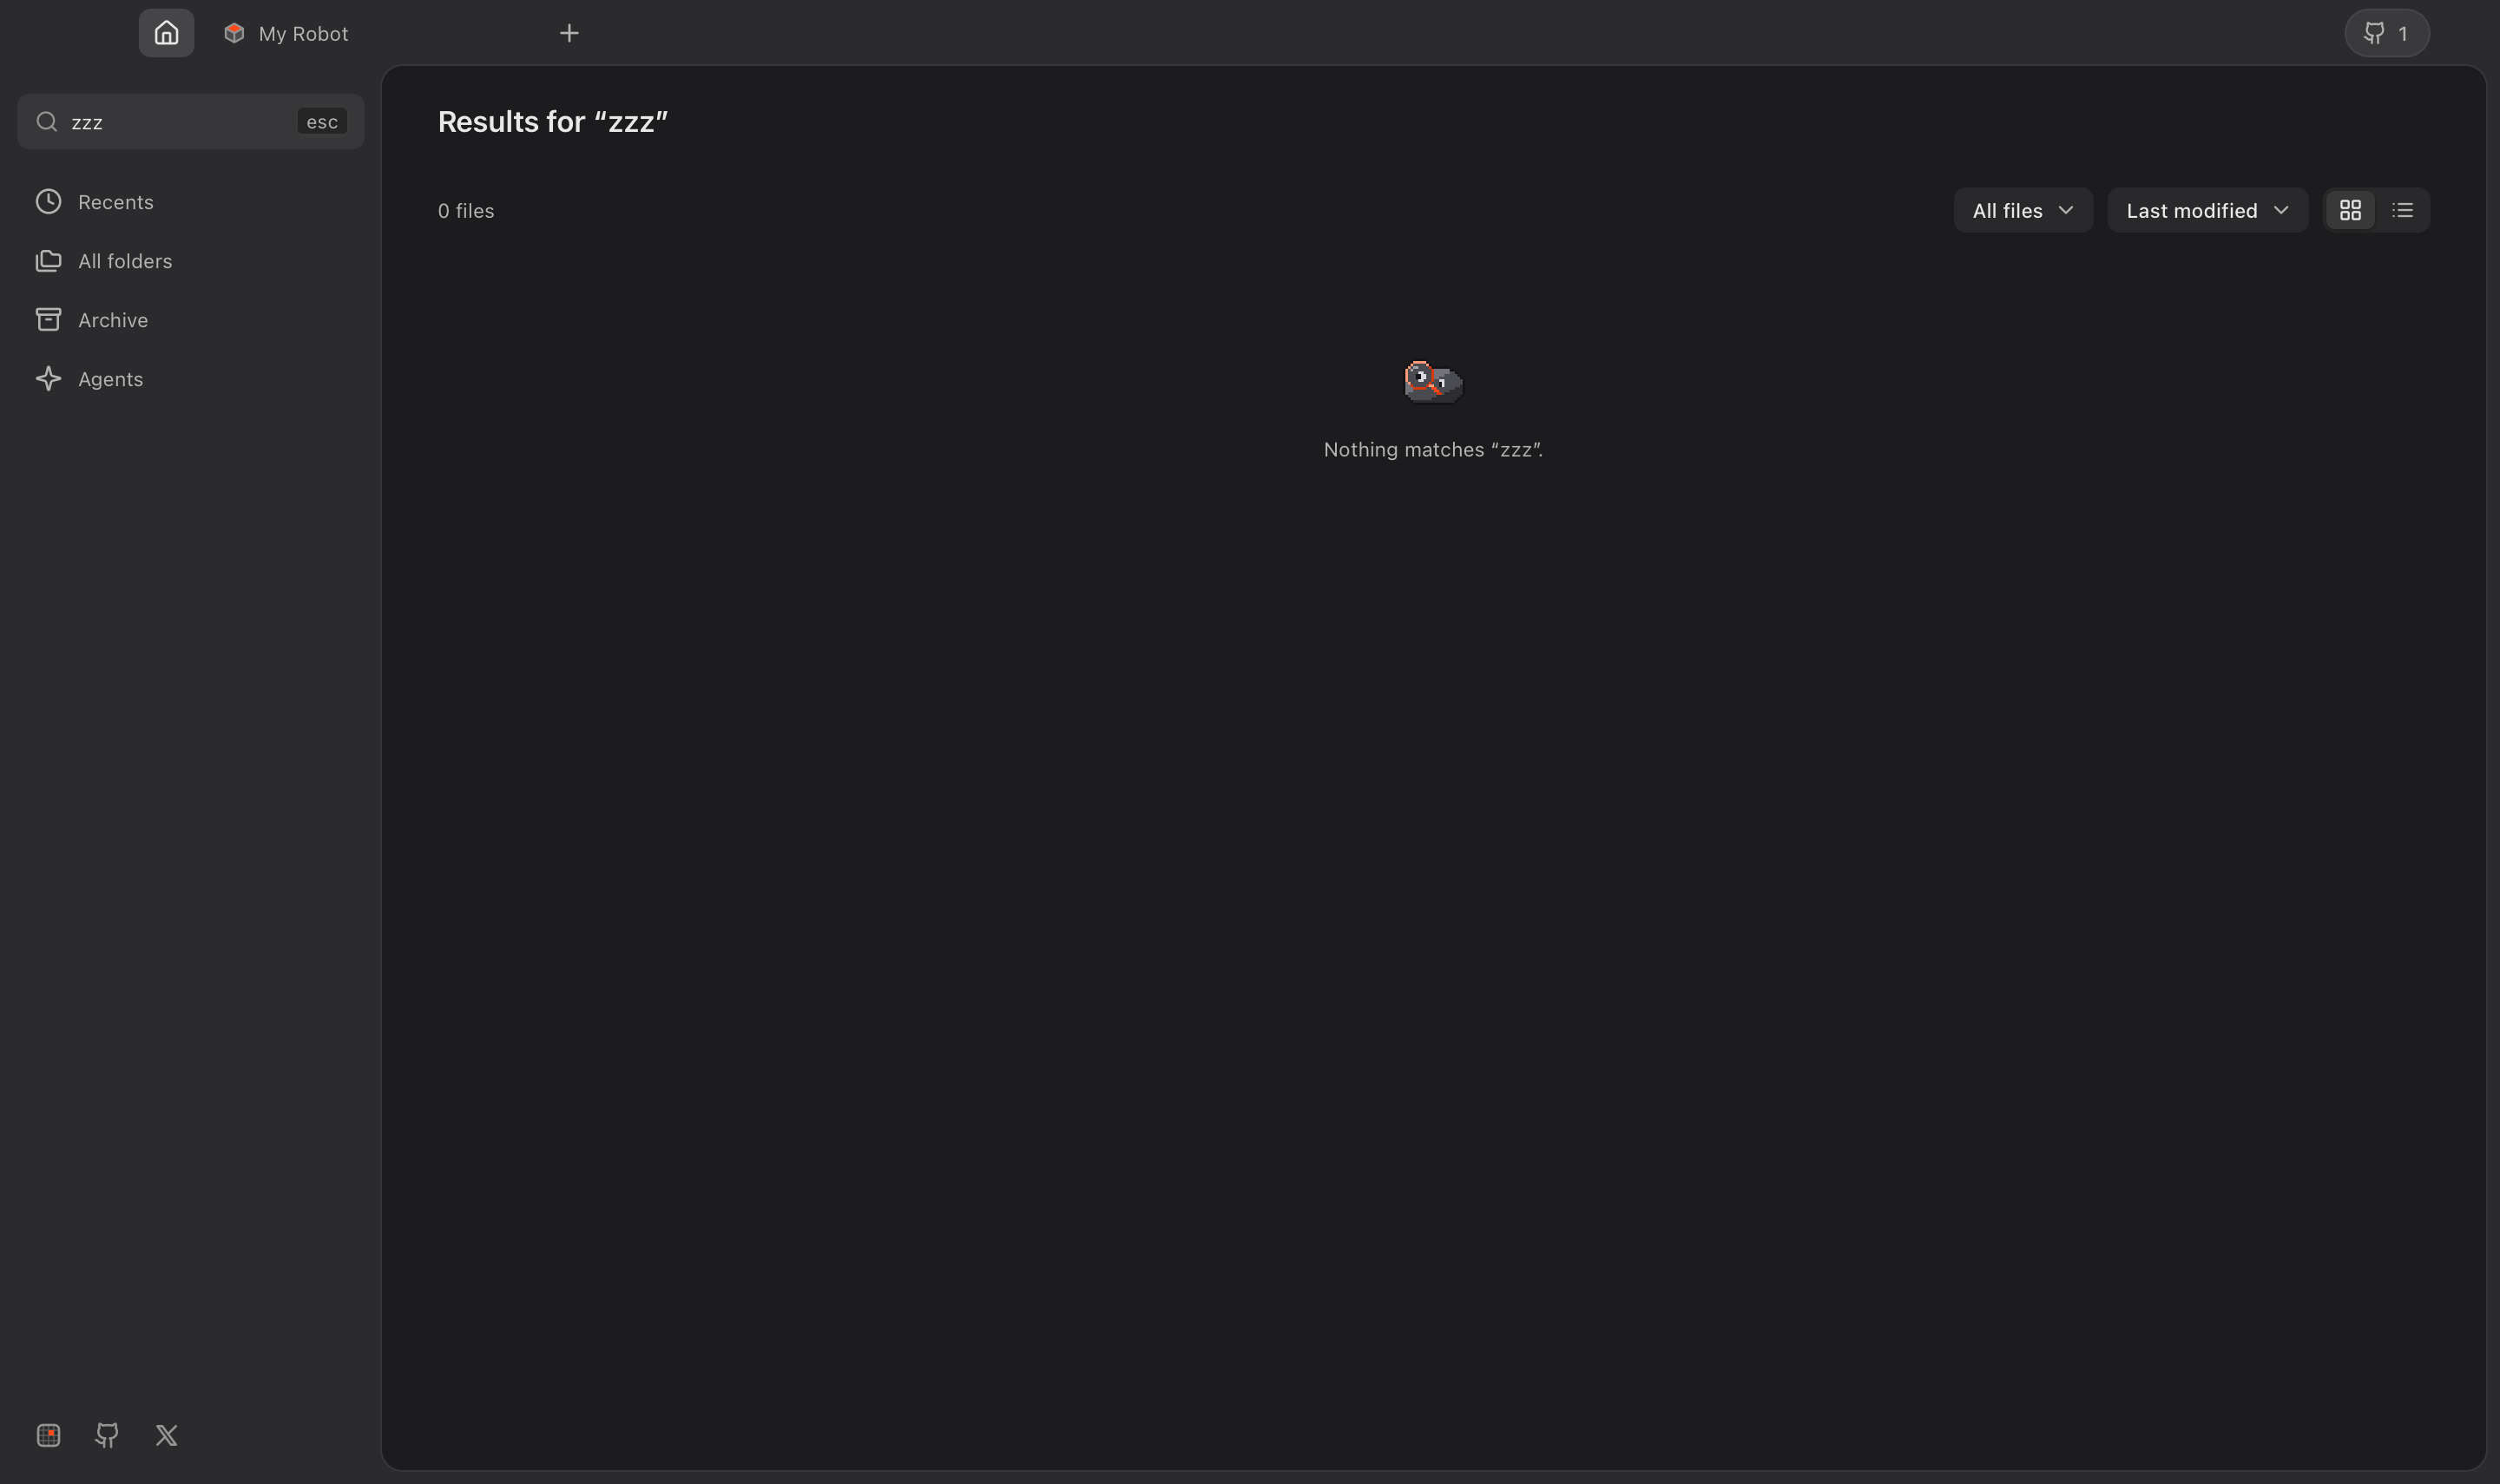 My Robot
1
zzz
esc
Recents
All folders
Archive
Agents
Results for “zzz”
0 files
All files
Last modified
Nothing matches “zzz”.